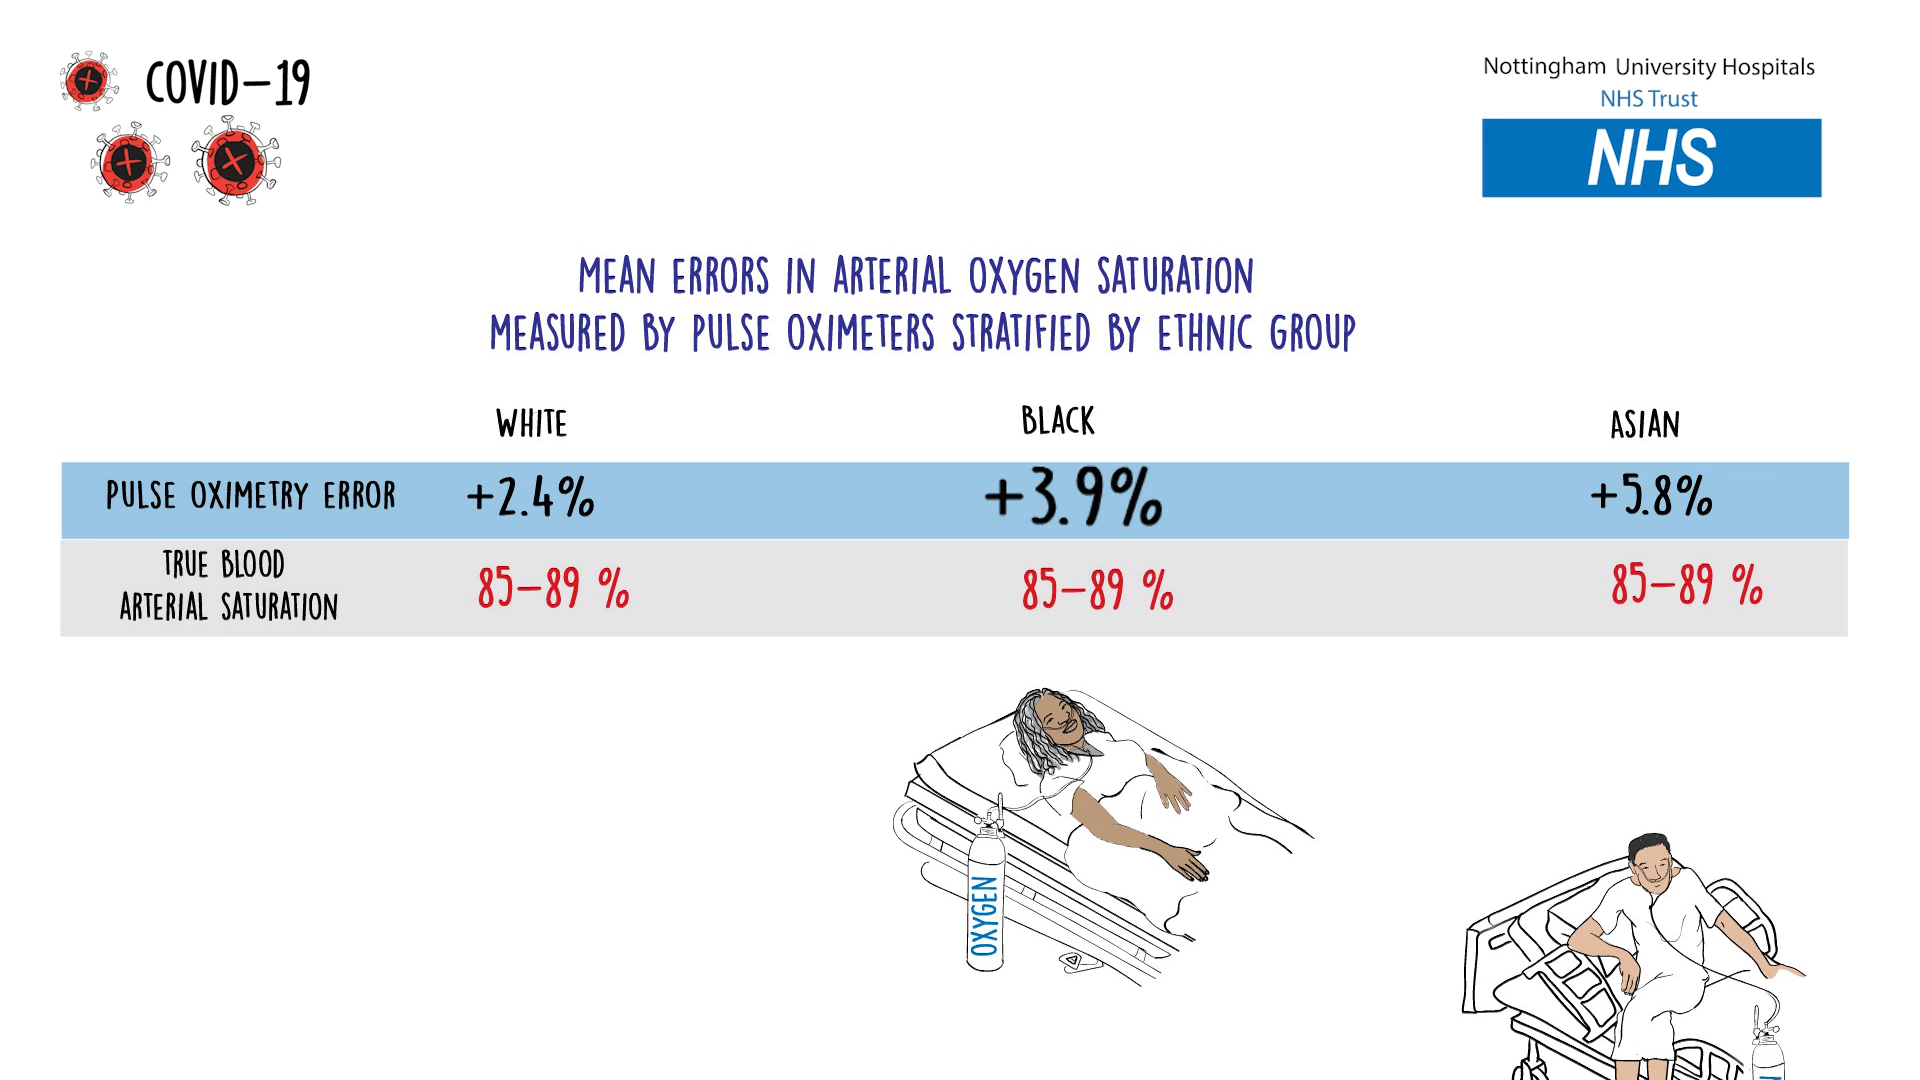 COVID-19
Nottingham University Hospitals
NHS Trust
NHS
MEAN ERRORS IN ARTERIAL OXYGEN SATURATION
MEASURED BY PULSE OXIMETERS STRATIFIED BY ETHNIC GROUP
WHITE BLACK ASIAN
PULSE OXIMETRY ERROR +2.4% +3.9% +5.8%
TRUE BLOOD
ARTERIAL SATURATION 85-89 % 85-89 % 85-89 %
OXYGEN